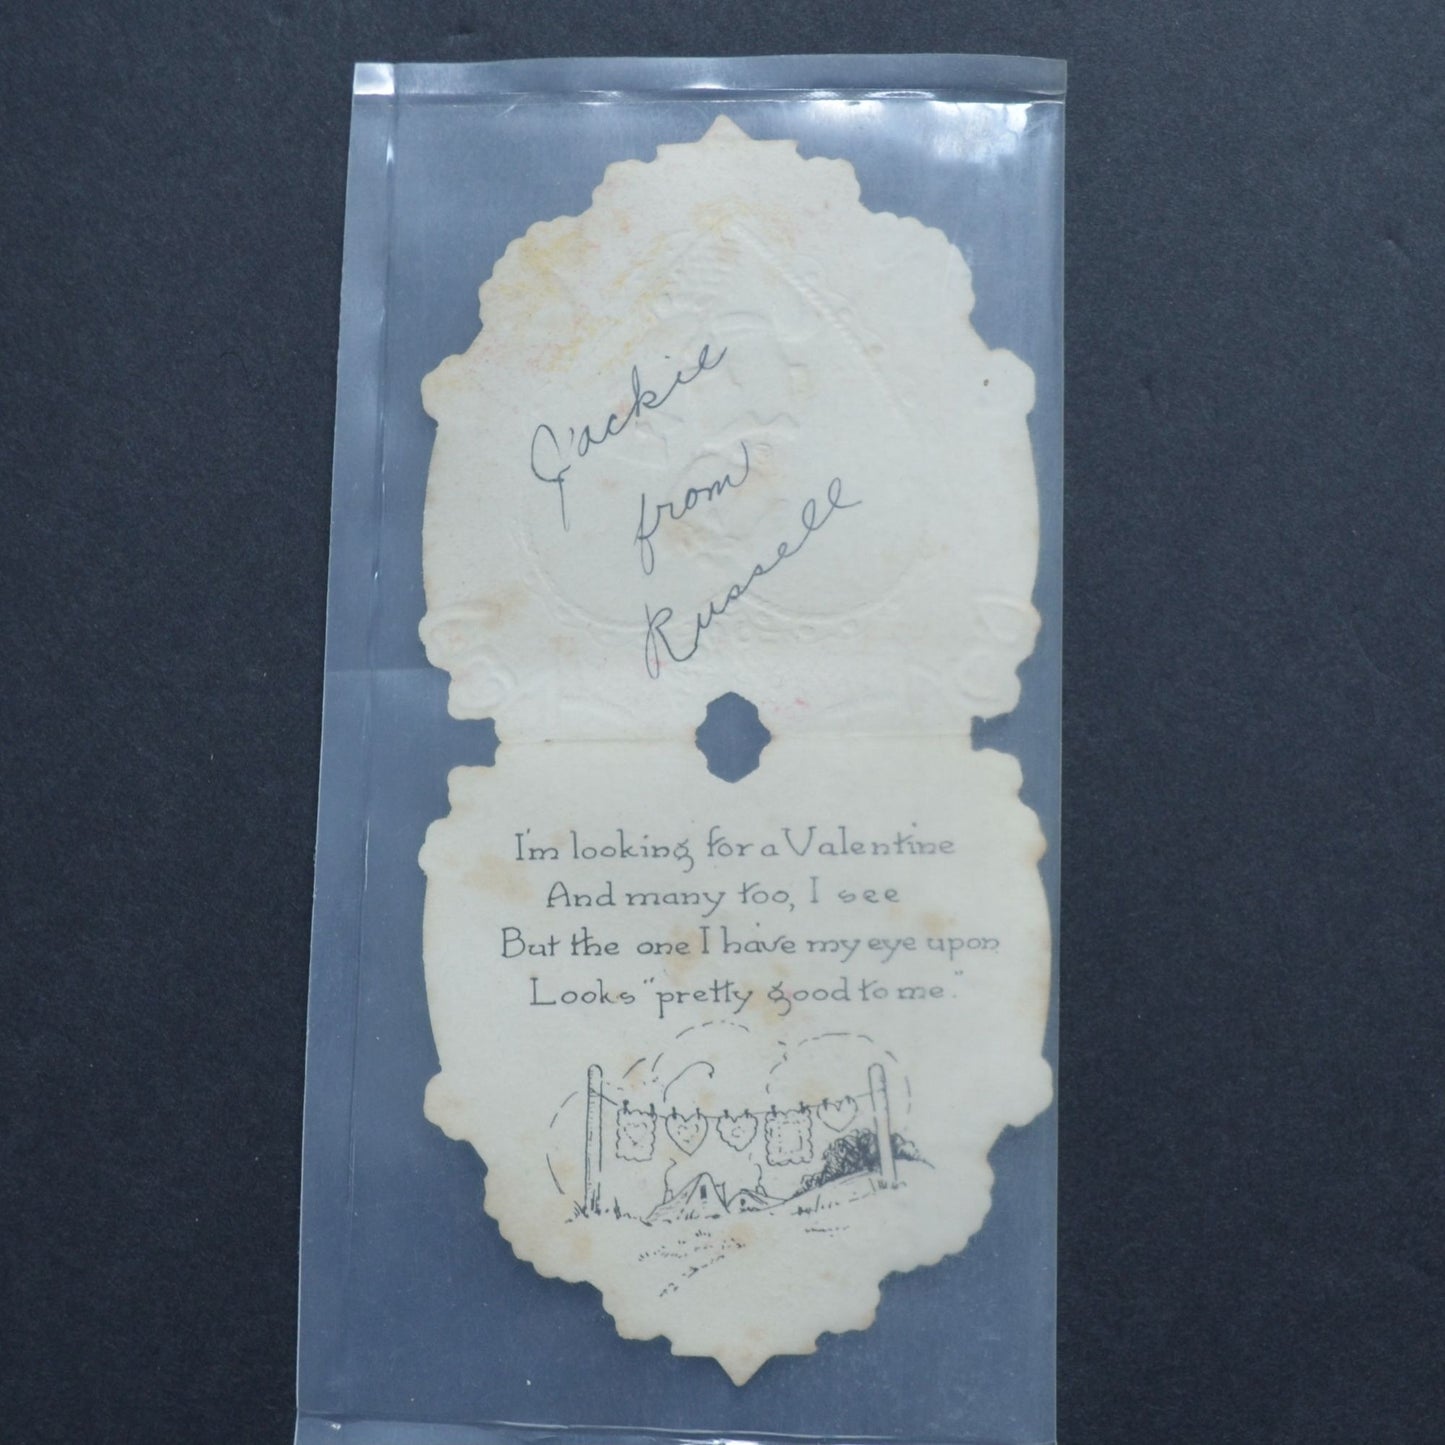 Jackie
from
Russell
I'm looking for a Valentine
And many too, I see
But the one I have my eye upon
Looks "pretty good to me."